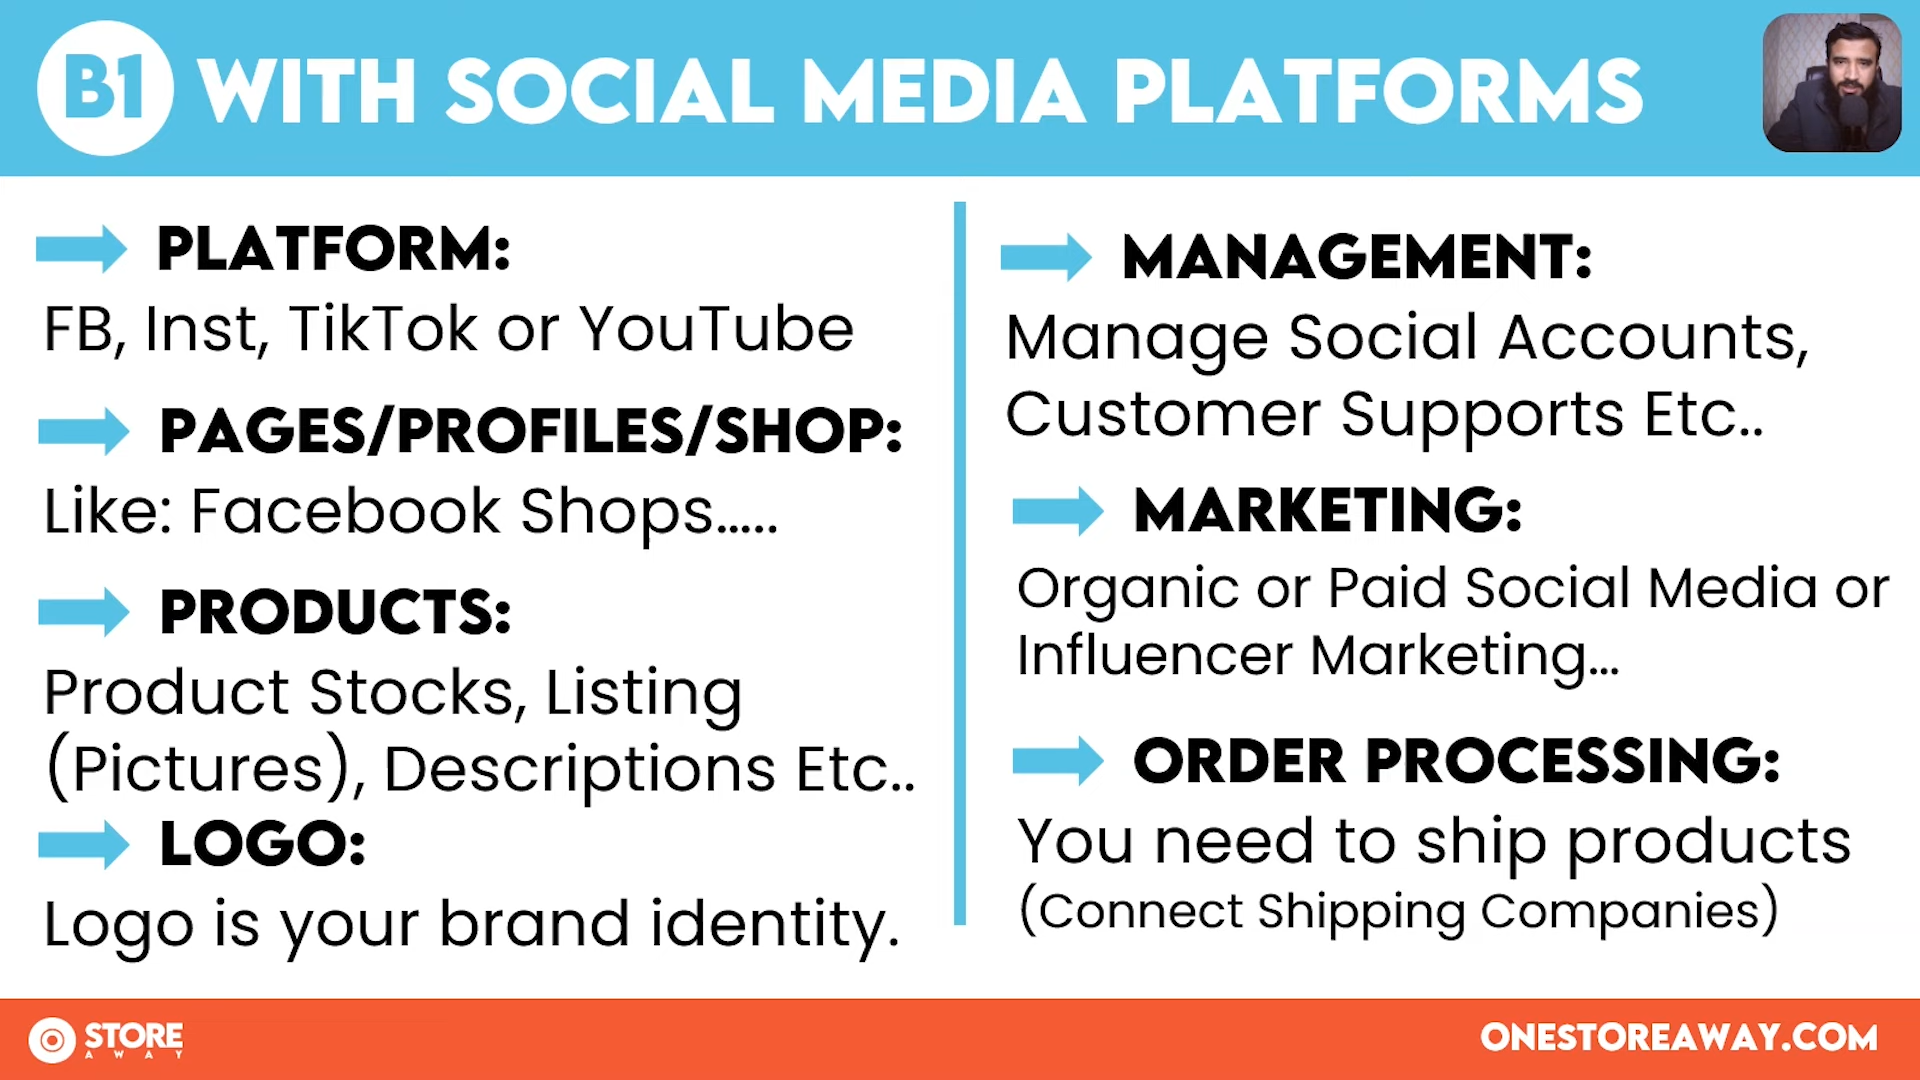 B1 WITH SOCIAL MEDIA PLATFORMS
PLATFORM:
FB, Inst, TikTok or YouTube
PAGES/PROFILES/SHOP:
Like: Facebook Shops.....
PRODUCTS:
Product Stocks, Listing
(Pictures), Descriptions Etc..
LOGO:
Logo is your brand identity.
MANAGEMENT:
Manage Social Accounts,
Customer Supports Etc..
MARKETING:
Organic or Paid Social Media or
Influencer Marketing...
ORDER PROCESSING:
You need to ship products
(Connect Shipping Companies)
STORE
AWAY
ONESTOREAWAY.COM